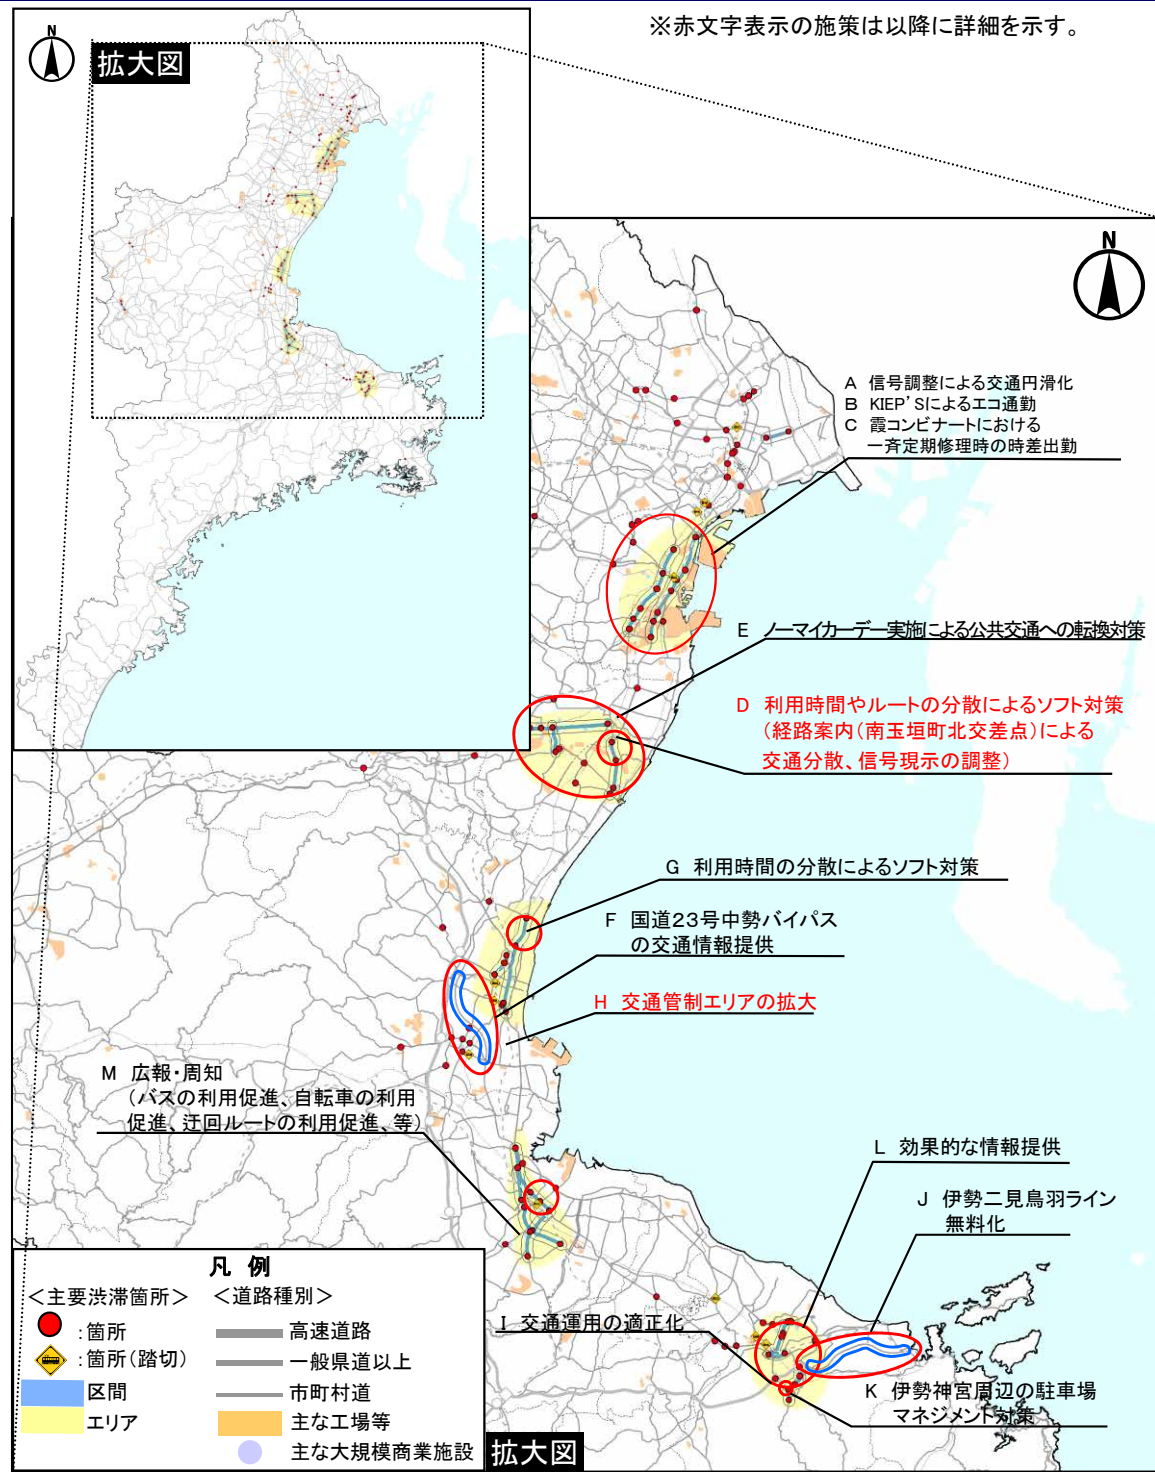 ※赤文字表示の施策は以降に詳細を示す。
N
拡大図
N
A 信号調整による交通円滑化
B KIEP'Sによるエコ通勤
C 霞コンビナートにおける
一斉定期修理時の時差出勤
E ノーマイカーデー実施による公共交通への転換対策
D 利用時間やルートの分散によるソフト対策
(経路案内(南玉垣町北交差点)による
交通分散、信号現示の調整)
G 利用時間の分散によるソフト対策
F 国道23号中勢バイパス
の交通情報提供
H 交通管制エリアの拡大
M 広報・周知
(バスの利用促進、自転車の利用
促進、迂回ルートの利用促進、等)
L 効果的な情報提供
J 伊勢二見鳥羽ライン
無料化
I 交通運用の適正化
K 伊勢神宮周辺の駐車場
マネジメント対策
凡 例
<主要渋滞箇所>
:箇所
:箇所(踏切)
区間
エリア
<道路種別>
高速道路
一般県道以上
市町村道
主な工場等
主な大規模商業施設
拡大図